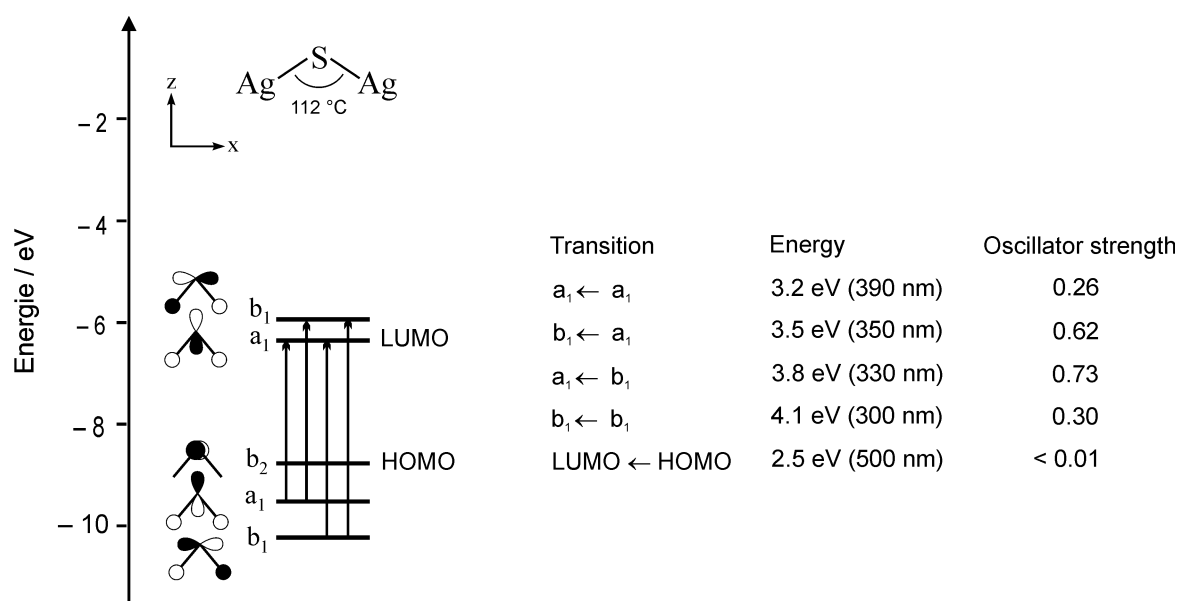 S
Ag Ag
112 °C
z
x
Energie / eV
– 2
– 4
– 6
– 8
– 10
b₁
a₁ LUMO
b₂ HOMO
a₁
b₁
Transition Energy Oscillator strength
a₁ ← a₁ 3.2 eV (390 nm) 0.26
b₁ ← a₁ 3.5 eV (350 nm) 0.62
a₁ ← b₁ 3.8 eV (330 nm) 0.73
b₁ ← b₁ 4.1 eV (300 nm) 0.30
LUMO ← HOMO 2.5 eV (500 nm) < 0.01